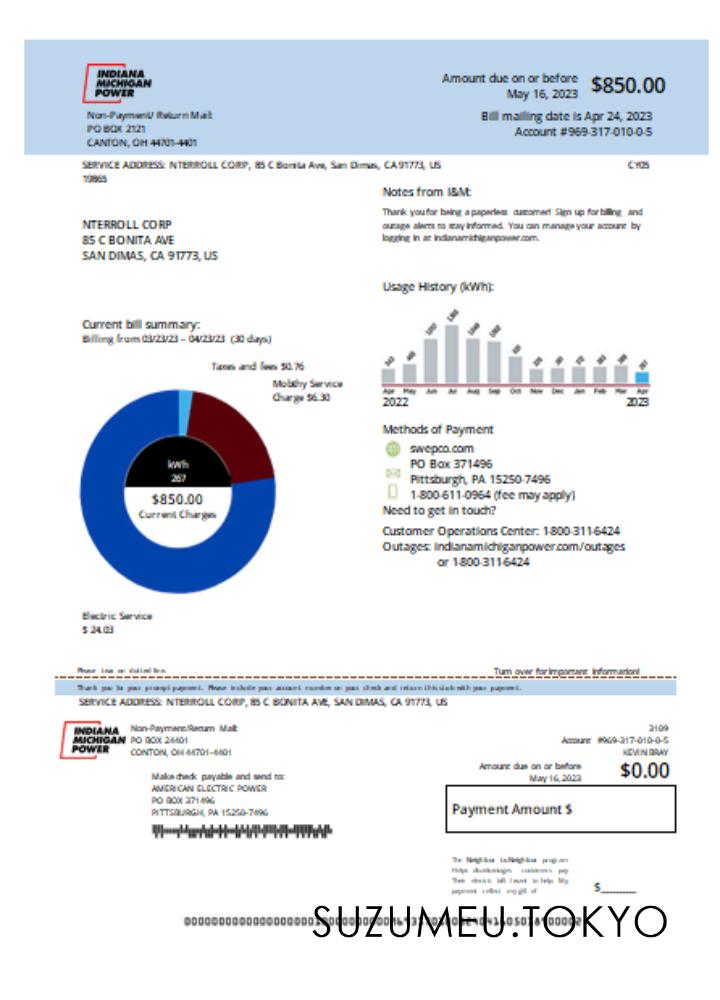 INDIANA
MICHIGAN
POWER
Non-Payment/ Return Mail:
PO BOX 2121
CANTON, OH 44701-4401
Amount due on or before $850.00
May 16, 2023
Bill mailing date is Apr 24, 2023
Account #969-317-010-0-5
SERVICE ADDRESS: NTERROLL CORP, 85 C Bonita Ave, San Dimas, CA 91773, US
19865
CY05
Notes from I&M:
Thank you for being a paperless customer! Sign up for billing and
outage alerts to stay informed. You can manage your account by
logging in at indianamichiganpower.com.
NTERROLL CORP
85 C BONITA AVE
SAN DIMAS, CA 91773, US
Usage History (kWh):
Apr May Jun Jul Aug Sep Oct Nov Dec Jan Feb Mar Apr
2022 2023
Current bill summary:
Billing from 03/23/23 – 04/23/23 (30 days)
Taxes and fees $0.76
Service
Charge $6.30
kWh
267
$850.00
Current Charges
Electric Service
$ 24.03
Methods of Payment
swepco.com
PO Box 371496
Pittsburgh, PA 15250-7496
1-800-611-0964 (fee may apply)
Need to get in touch?
Customer Operations Center: 1-800-311-6424
Outages: indianamichiganpower.com/outages
or 1-800-311-6424
Please tear on dotted line
Turn over for important information!
Thank you for your prompt payment. Please include your account number on your check and return this stub with your payment.
SERVICE ADDRESS: NTERROLL CORP, 85 C BONITA AVE, SAN DIMAS, CA 91773, US
INDIANA
MICHIGAN
POWER
Non-Payment/Return Mail:
PO BOX 24401
CONTON, OH 44701-4401
Make check payable and send to:
AMERICAN ELECTRIC POWER
PO BOX 371496
PITTSBURGH, PA 15250-7496
3109
Account #969-317-010-0-5
KEVIN BRAY
Amount due on or before $0.00
May 16, 2023
Payment Amount $
The Neighbor to Neighbor program
Helps disadvantages customers pay
Their electric bill. I want to help. My
payment reflect my gift of $______
SUZUMEU.TOKYO